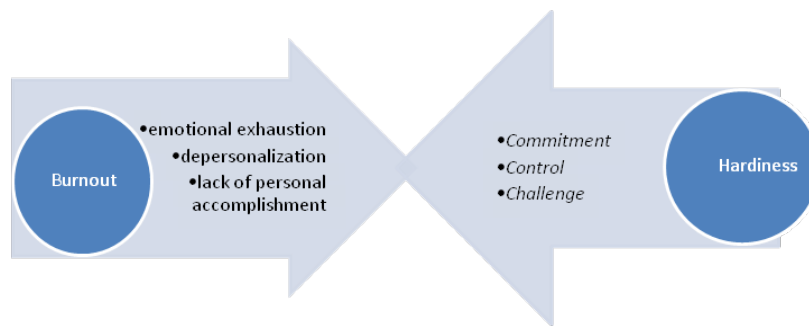 Burnout
•emotional exhaustion
•depersonalization
•lack of personal
accomplishment
•Commitment
•Control
•Challenge
Hardiness